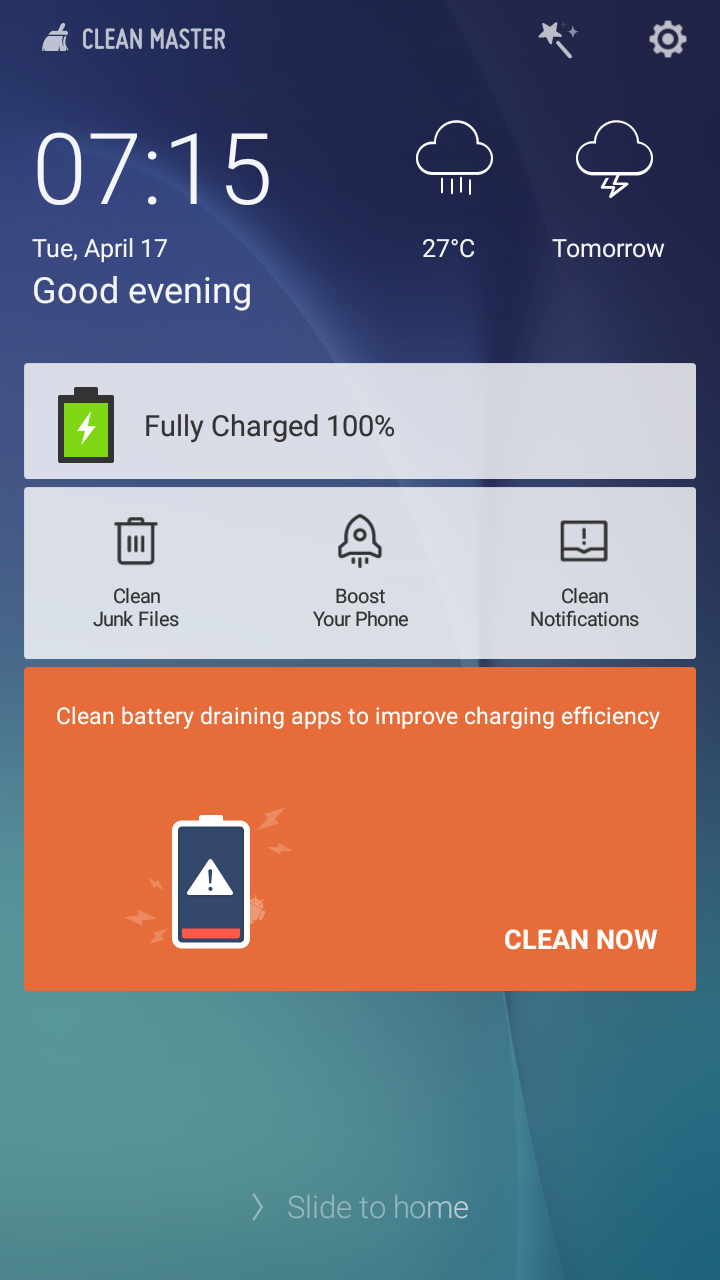 CLEAN MASTER
07:15
27°C
Tomorrow
Tue, April 17
Good evening
Fully Charged 100%
Clean
Junk Files
Boost
Your Phone
Clean
Notifications
Clean battery draining apps to improve charging efficiency
CLEAN NOW
Slide to home